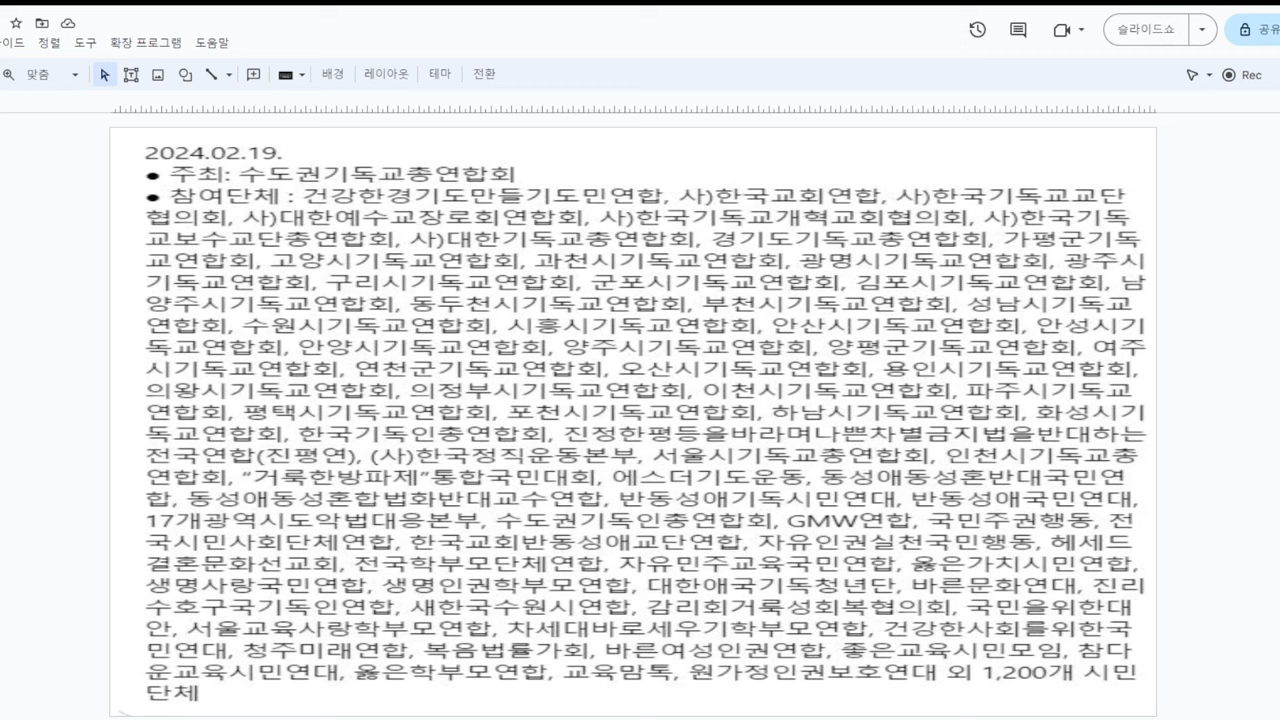 이드 정렬 도구 확장 프로그램 도움말
슬라이드쇼
공유
맞춤 배경 레이아웃 테마 전환 Rec
2024.02.19.
● 주최: 수도권기독교총연합회
● 참여단체 : 건강한경기도만들기도민연합, 사)한국교회연합, 사)한국기독교교단
협의회, 사)대한예수교장로회연합회, 사)한국기독교개혁교회협의회, 사)한국기독
교보수교단총연합회, 사)대한기독교총연합회, 경기도기독교총연합회, 가평군기독
교연합회, 고양시기독교연합회, 과천시기독교연합회, 광명시기독교연합회, 광주시
기독교연합회, 구리시기독교연합회, 군포시기독교연합회, 김포시기독교연합회, 남
양주시기독교연합회, 동두천시기독교연합회, 부천시기독교연합회, 성남시기독교
연합회, 수원시기독교연합회, 시흥시기독교연합회, 안산시기독교연합회, 안성시기
독교연합회, 안양시기독교연합회, 양주시기독교연합회, 양평군기독교연합회, 여주
시기독교연합회, 연천군기독교연합회, 오산시기독교연합회, 용인시기독교연합회,
의왕시기독교연합회, 의정부시기독교연합회, 이천시기독교연합회, 파주시기독교
연합회, 평택시기독교연합회, 포천시기독교연합회, 하남시기독교연합회, 화성시기
독교연합회, 한국기독인총연합회, 진정한평등을바라며나쁜차별금지법을반대하는
전국연합(진평연), (사)한국정직운동본부, 서울시기독교총연합회, 인천시기독교총
연합회, “거룩한방파제”통합국민대회, 에스더기도운동, 동성애동성혼반대국민연
합, 동성애동성혼합법화반대교수연합, 반동성애기독시민연대, 반동성애국민연대,
17개광역시도악법대응본부, 수도권기독인총연합회, GMW연합, 국민주권행동, 전
국시민사회단체연합, 한국교회반동성애교단연합, 자유인권실천국민행동, 헤세드
결혼문화선교회, 전국학부모단체연합, 자유민주교육국민연합, 옳은가치시민연합,
생명사랑국민연합, 생명인권학부모연합, 대한애국기독청년단, 바른문화연대, 진리
수호구국기독인연합, 새한국수원시연합, 감리회거룩성회복협의회, 국민을위한대
안, 서울교육사랑학부모연합, 차세대바로세우기학부모연합, 건강한사회를위한국
민연대, 청주미래연합, 복음법률가회, 바른여성인권연합, 좋은교육시민모임, 참다
운교육시민연대, 옳은학부모연합, 교육맘톡, 원가정인권보호연대 외 1,200개 시민
단체